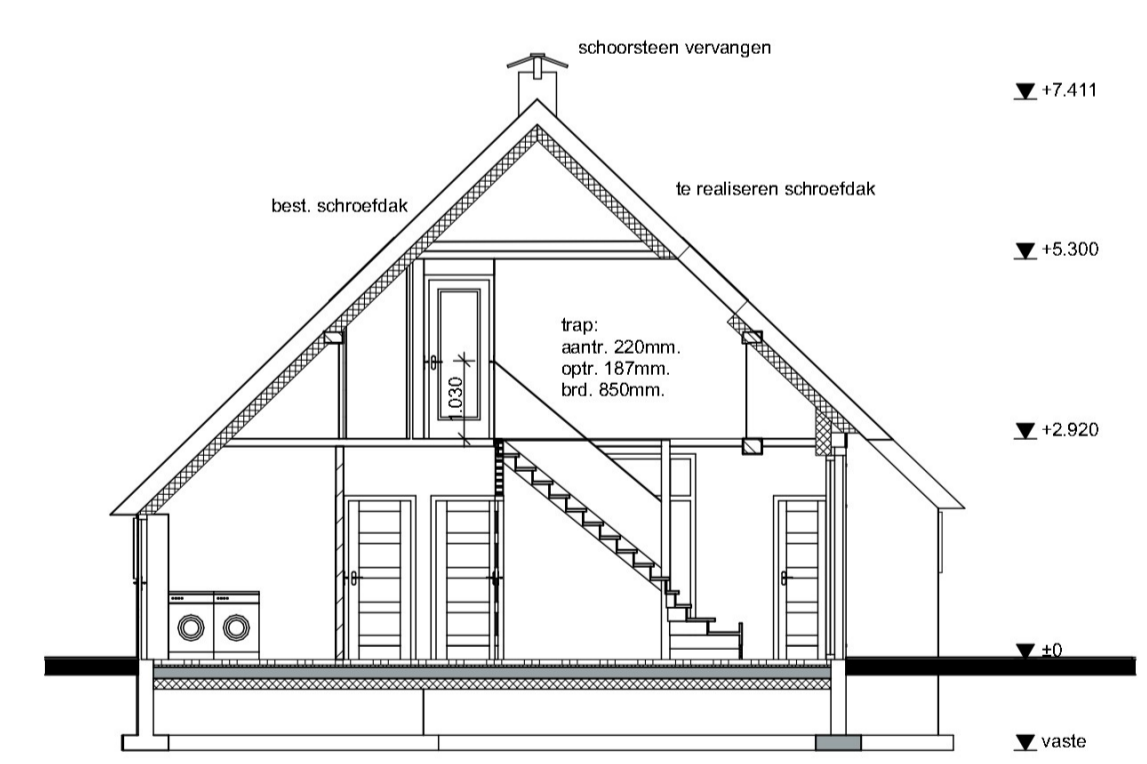 schoorsteen vervangen
+7.411
te realiseren schroefdak
best. schroefdak
+5.300
trap:
aantr. 220mm.
optr. 187mm.
brd. 850mm.
1.030
+2.920
±0
vaste